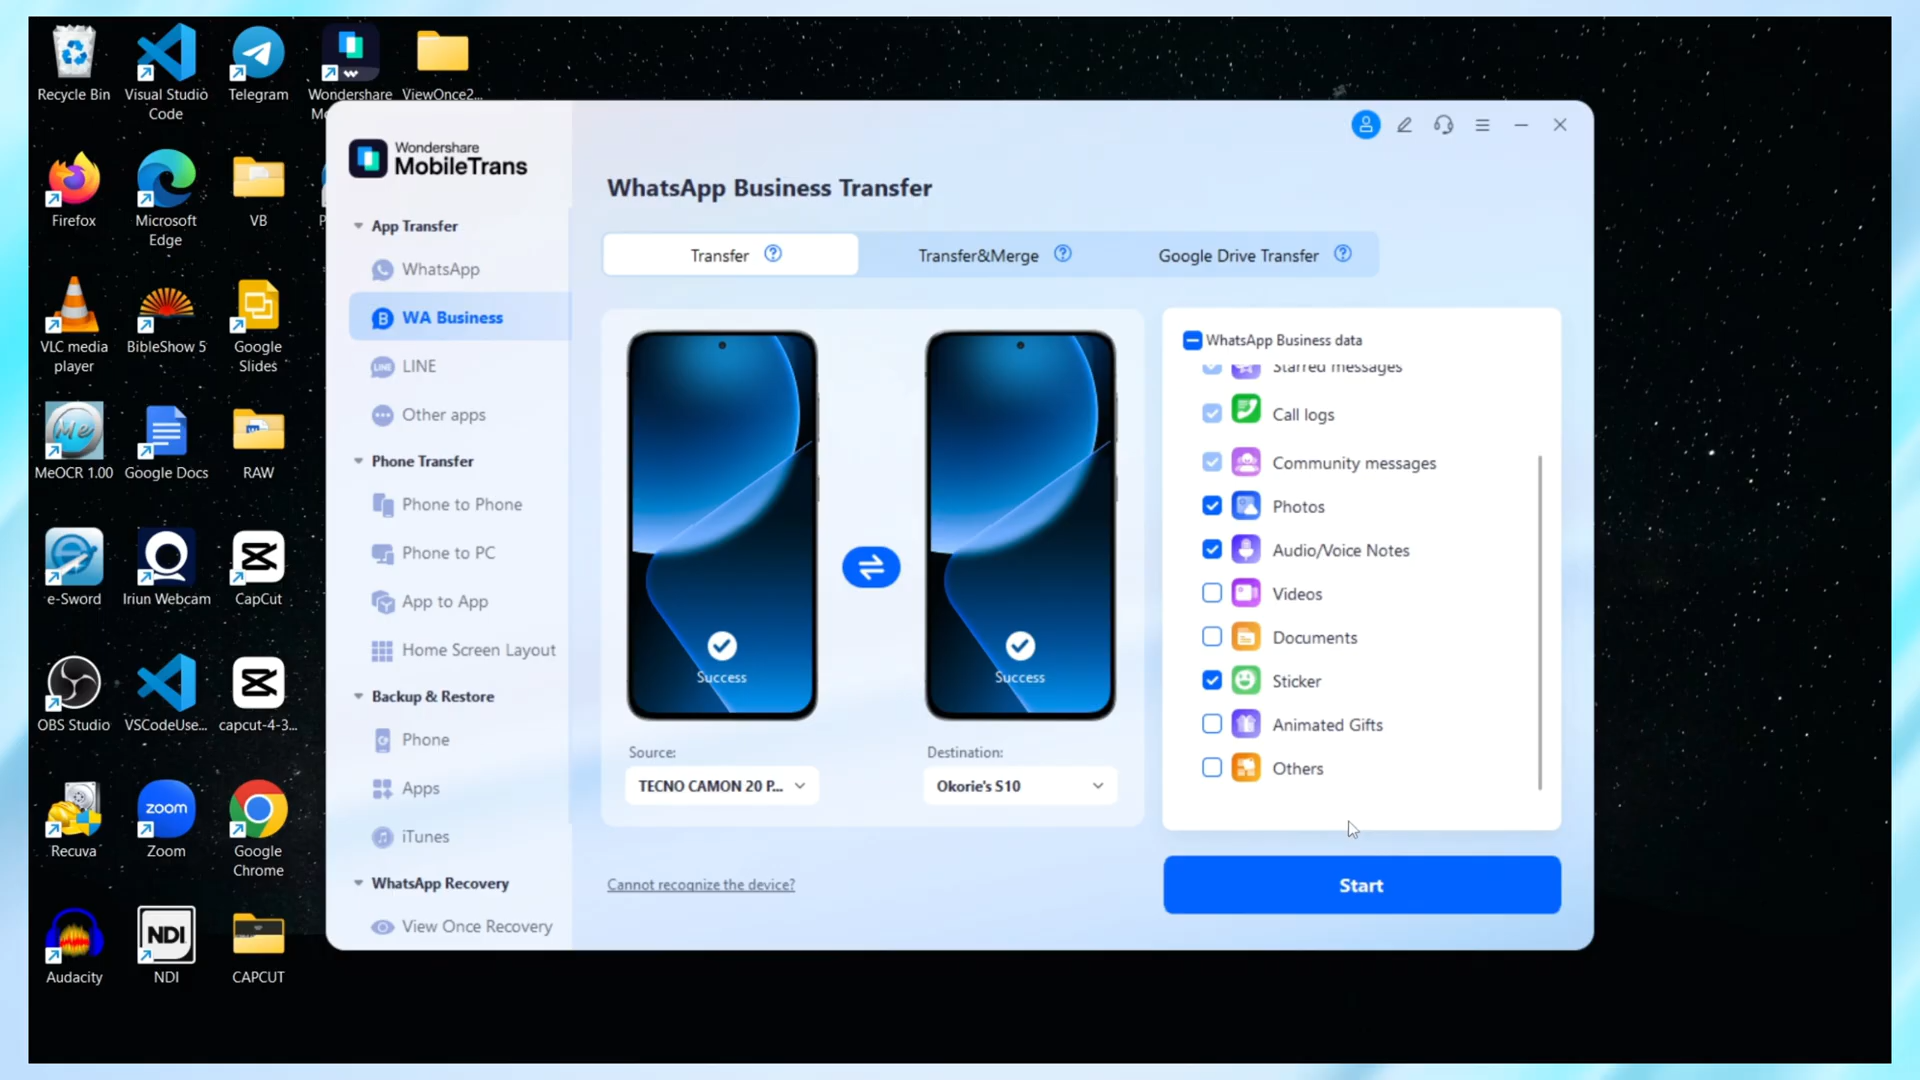 Recycle Bin
Visual Studio
Code
Telegram
Wondershare
ViewOnce2...
Firefox
Microsoft
Edge
VB
VLC media
player
BibleShow 5
Google
Slides
MeOCR 1.00
Google Docs
RAW
e-Sword
Iriun Webcam
CapCut
OBS Studio
VSCodeUse...
capcut-4-3...
Recuva
Zoom
zoom
Google
Chrome
Audacity
NDI
NDI
CAPCUT
Wondershare
MobileTrans
App Transfer
WhatsApp
WA Business
LINE
LINE
Other apps
Phone Transfer
Phone to Phone
Phone to PC
App to App
Home Screen Layout
Backup & Restore
Phone
Apps
iTunes
WhatsApp Recovery
View Once Recovery
WhatsApp Business Transfer
Transfer ?
Transfer&Merge ?
Google Drive Transfer ?
Success
Success
Source:
Destination:
TECNO CAMON 20 P...
Okorie's S10
Cannot recognize the device?
WhatsApp Business data
Starred messages
Call logs
Community messages
Photos
Audio/Voice Notes
Videos
Documents
Sticker
Animated Gifts
Others
Start